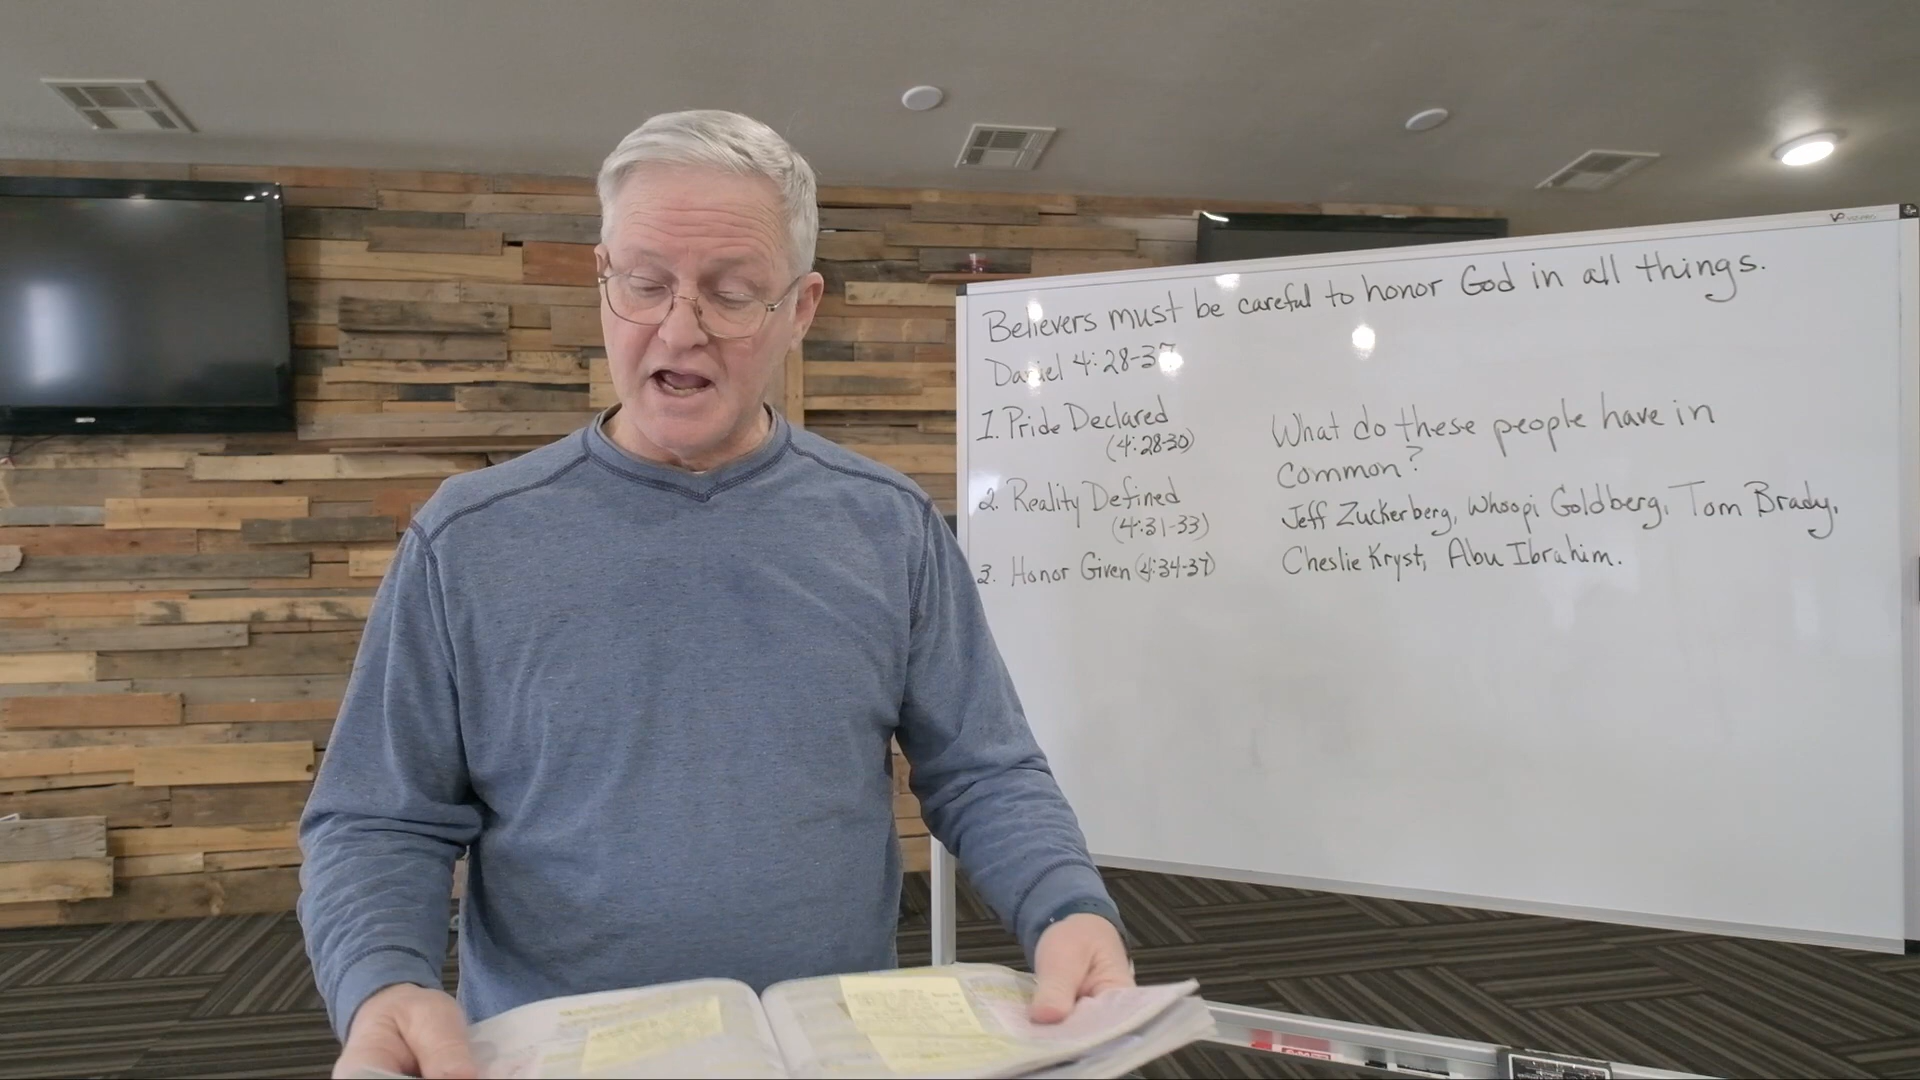 Believers must be careful to honor God in all things.
Daniel 4:28-37
1. Pride Declared
(4:28-30)
2. Reality Defined
(4:31-33)
3. Honor Given (4:34-37)
What do these people have in
common?
Jeff Zuckerberg, Whoopi Goldberg, Tom Brady,
Cheslie Kryst, Abu Ibrahim.